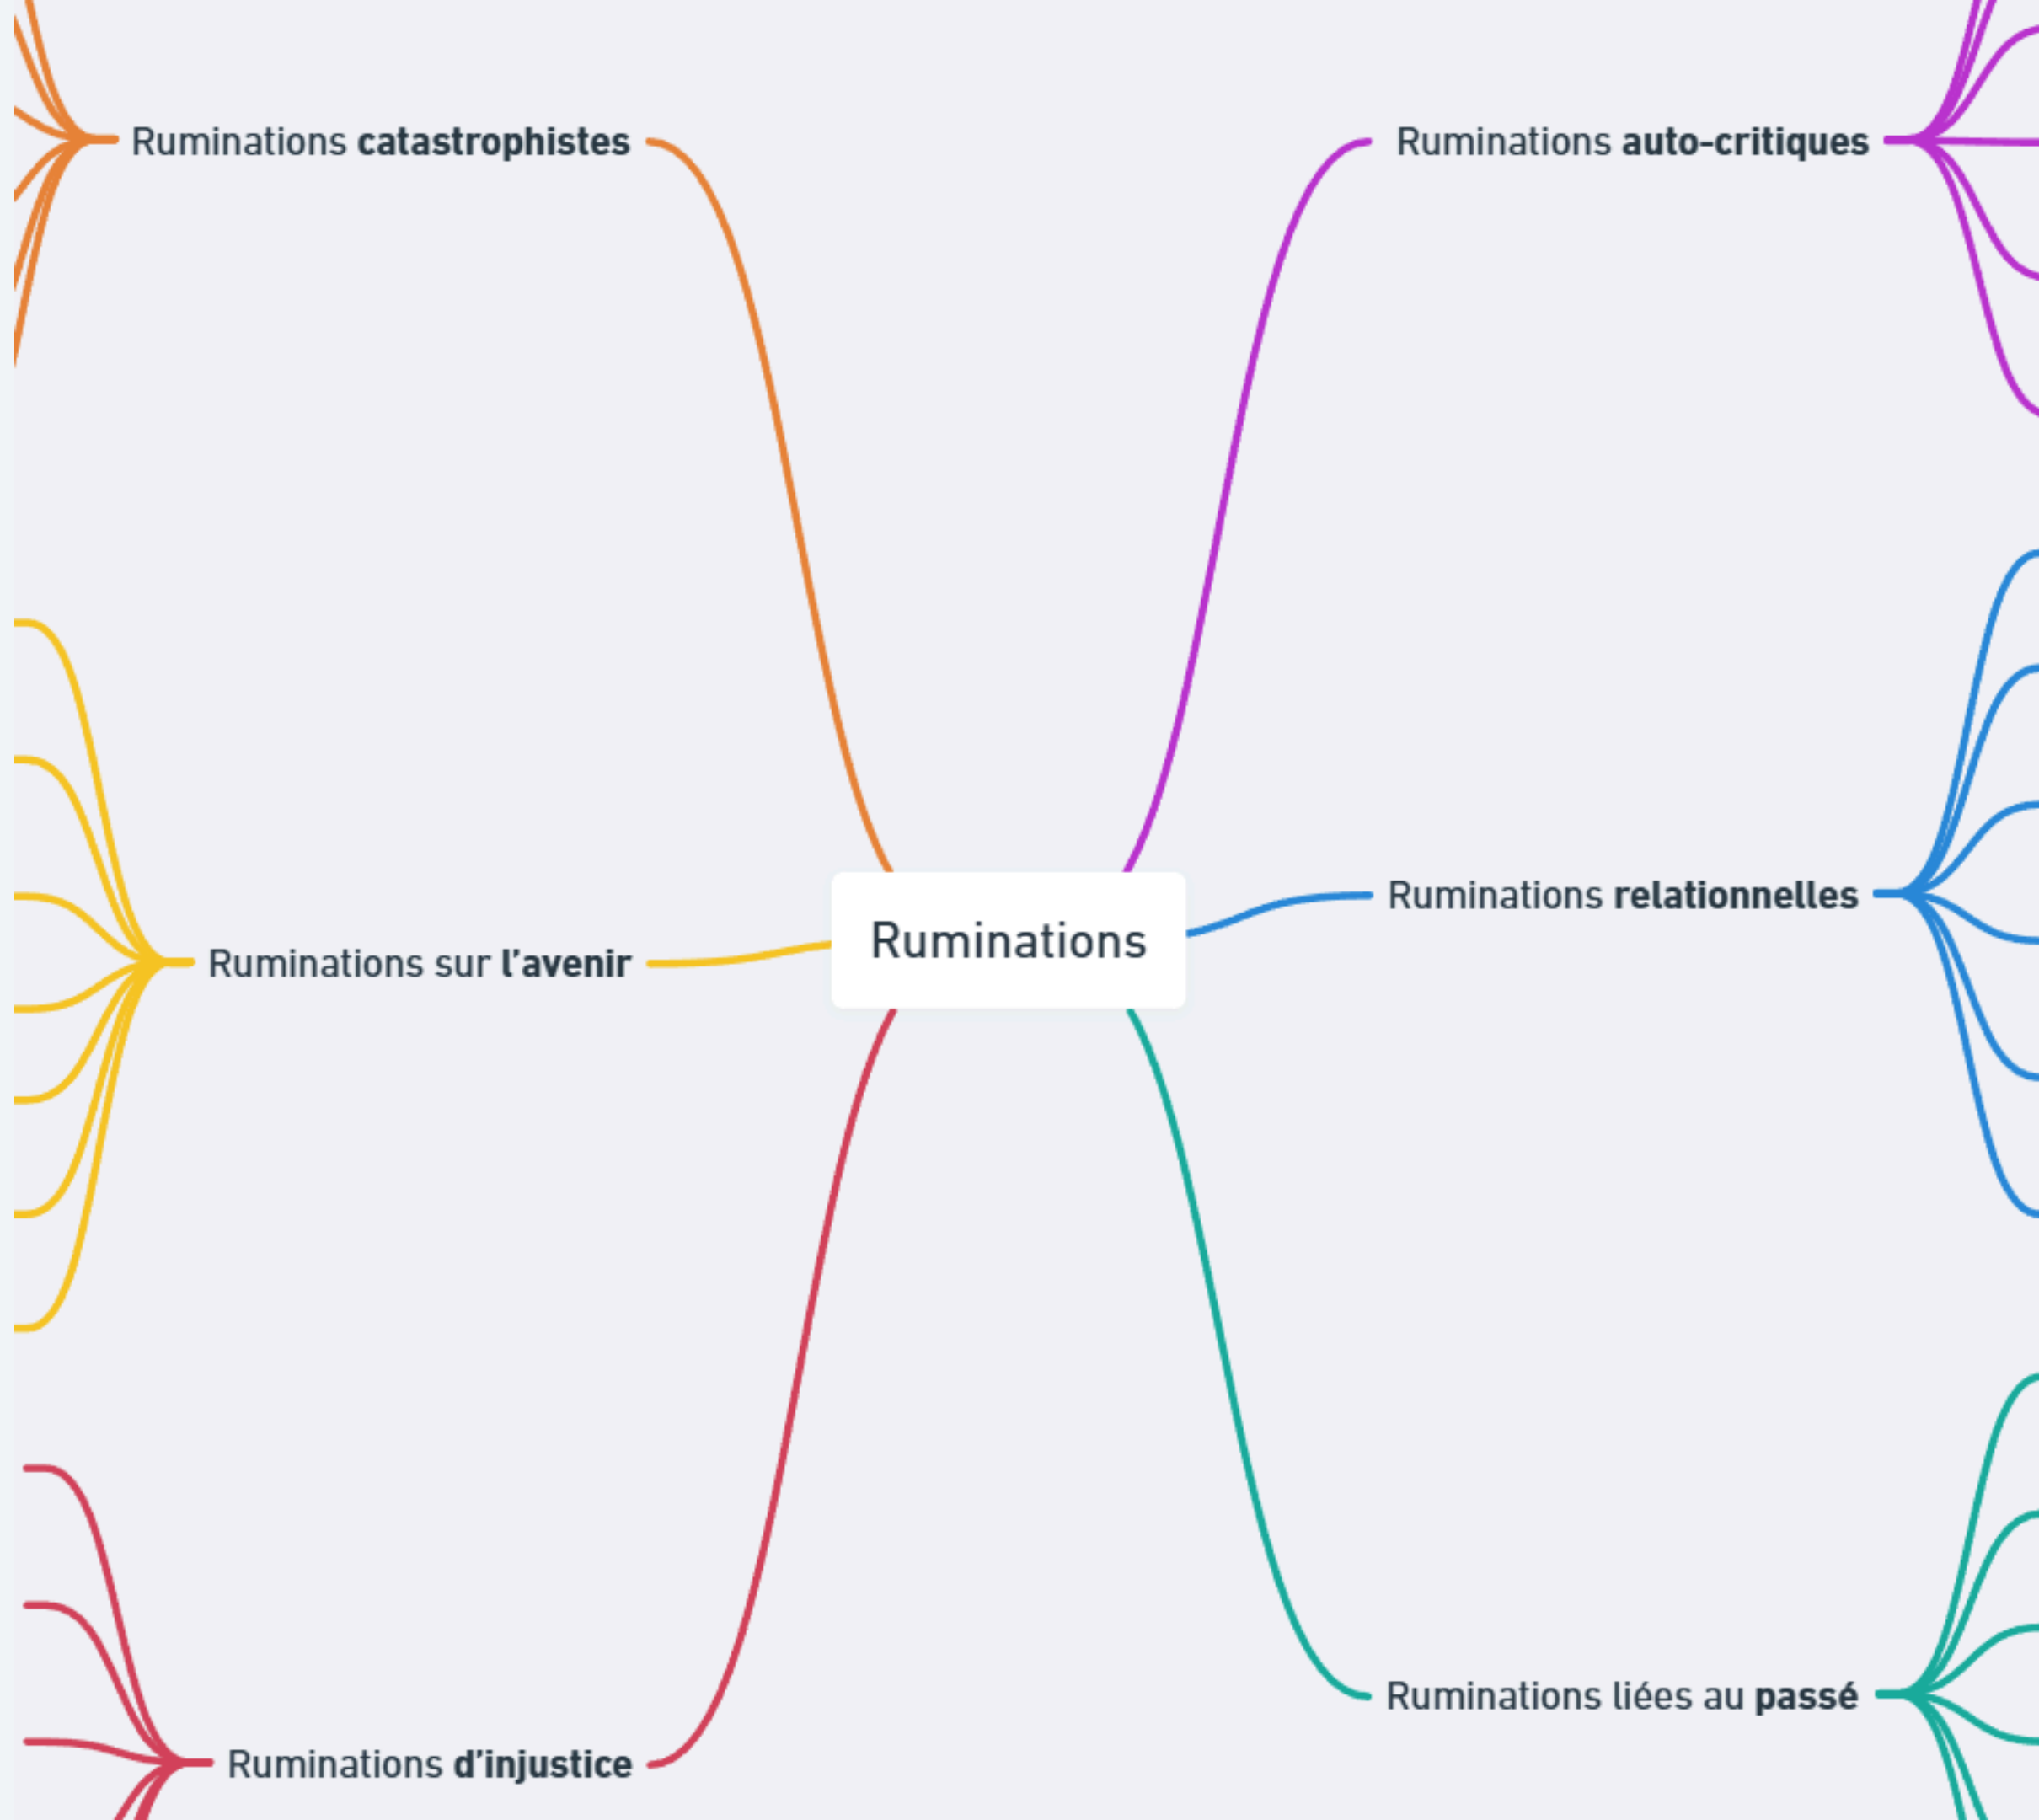 Ruminations catastrophistes
Ruminations auto-critiques
Ruminations relationnelles
Ruminations
Ruminations sur l’avenir
Ruminations liées au passé
Ruminations d’injustice